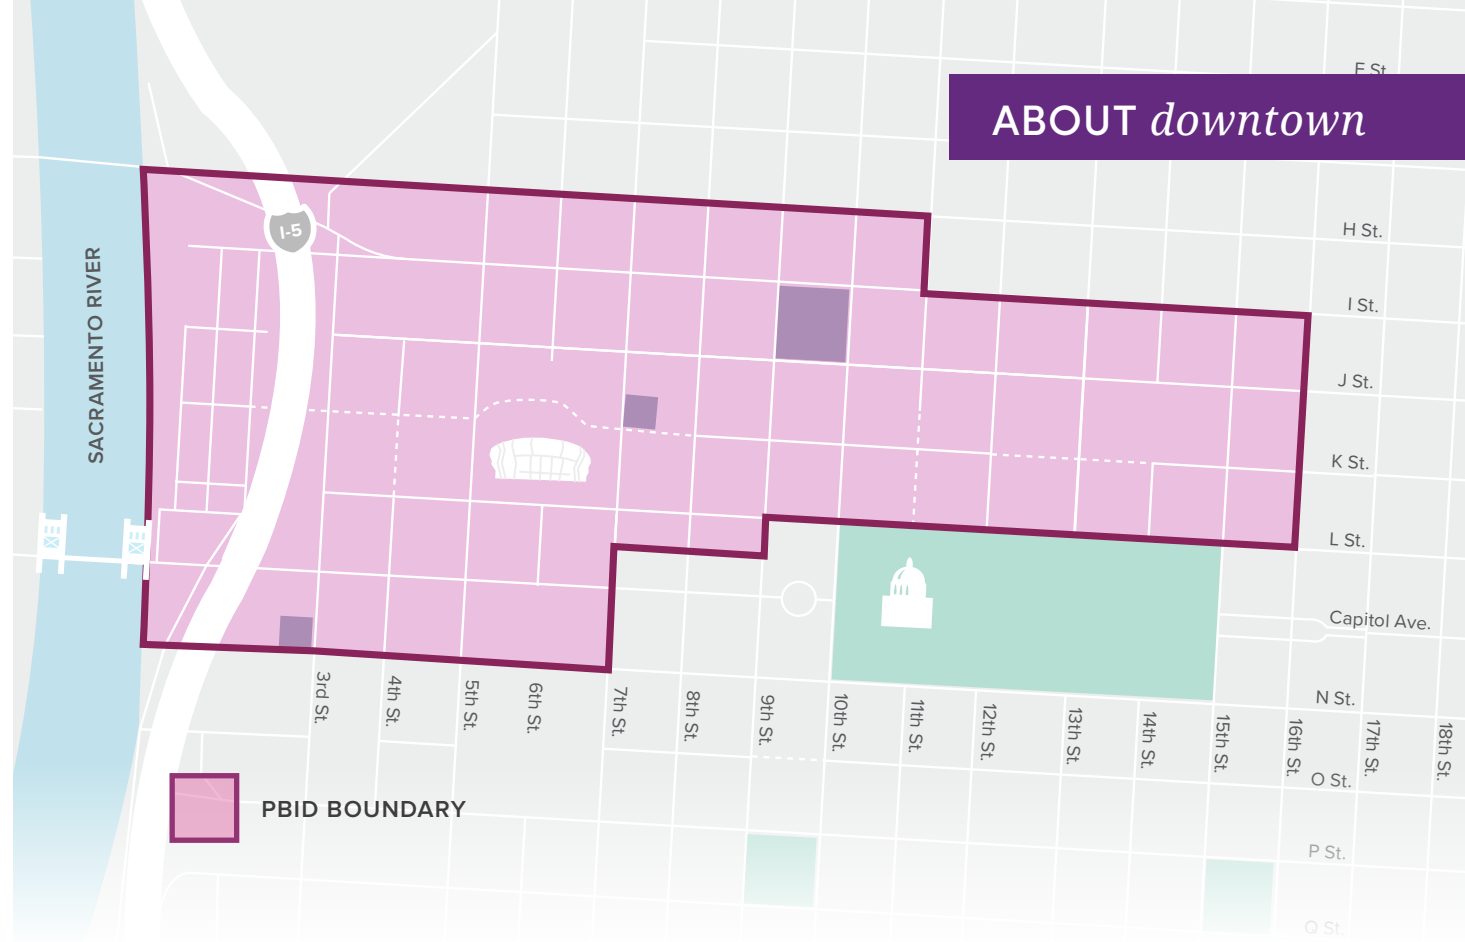 F St.
ABOUT downtown
H St.
I-5
I St.
SACRAMENTO RIVER
J St.
K St.
L St.
Capitol Ave.
N St.
3rd St.
4th St.
5th St.
6th St.
7th St.
8th St.
9th St.
10th St.
11th St.
12th St.
13th St.
14th St.
15th St.
16th St.
17th St.
18th St.
O St.
PBID BOUNDARY
P St.
Q St.